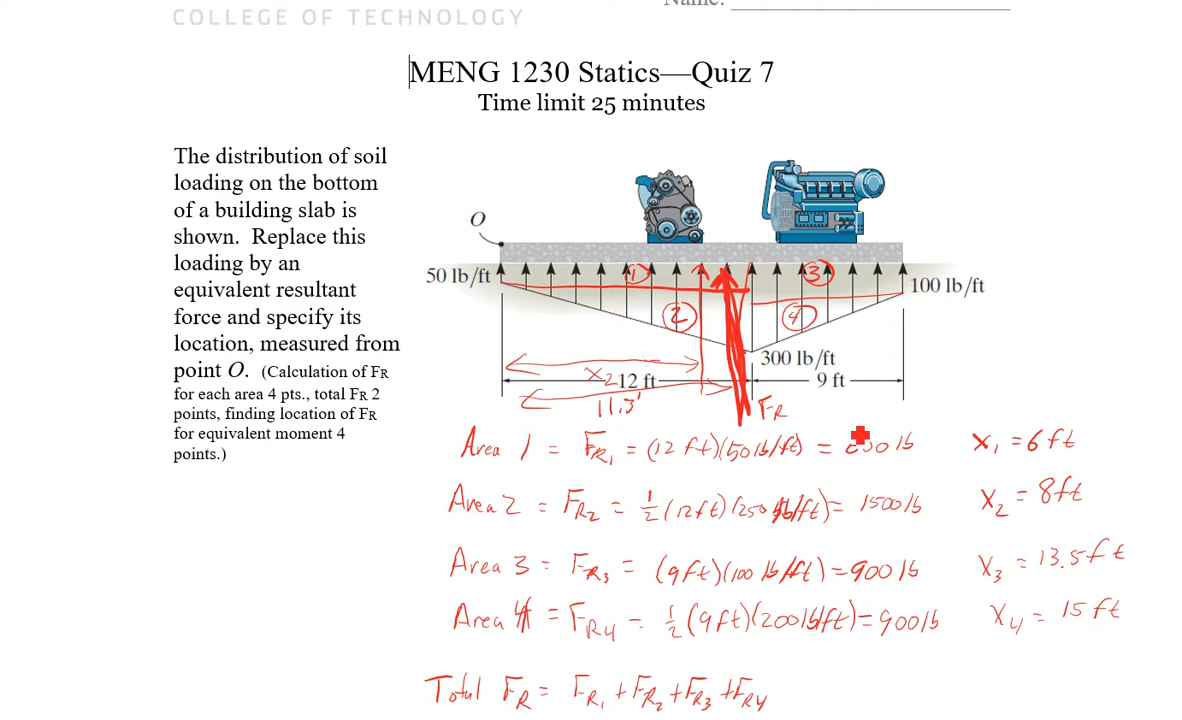 COLLEGE OF TECHNOLOGY
Name:
MENG 1230 Statics—Quiz 7
Time limit 25 minutes
The distribution of soil
loading on the bottom
of a building slab is
shown. Replace this
loading by an
equivalent resultant
force and specify its
location, measured from
point O. (Calculation of FR
for each area 4 pts., total FR 2
points, finding location of FR
for equivalent moment 4
points.)
O
50 lb/ft
1
3
100 lb/ft
2
4
300 lb/ft
X2
12 ft
9 ft
11.3'
FR
Area 1 = FR1 = (12 ft)(50 lb/ft) = lb X1 = 6 ft
Area 2 = FR2 = 1/2 (12ft)(250 lb/ft) = 1500 lb X2 = 8 ft
Area 3 = FR3 = (9ft)(100 lb/ft) = 900 lb X3 = 13.5 ft
Area 4 = FR4 = 1/2 (9ft)(200 lb/ft) = 900 lb X4 = 15 ft
Total FR = FR1 + FR2 + FR3 + FR4